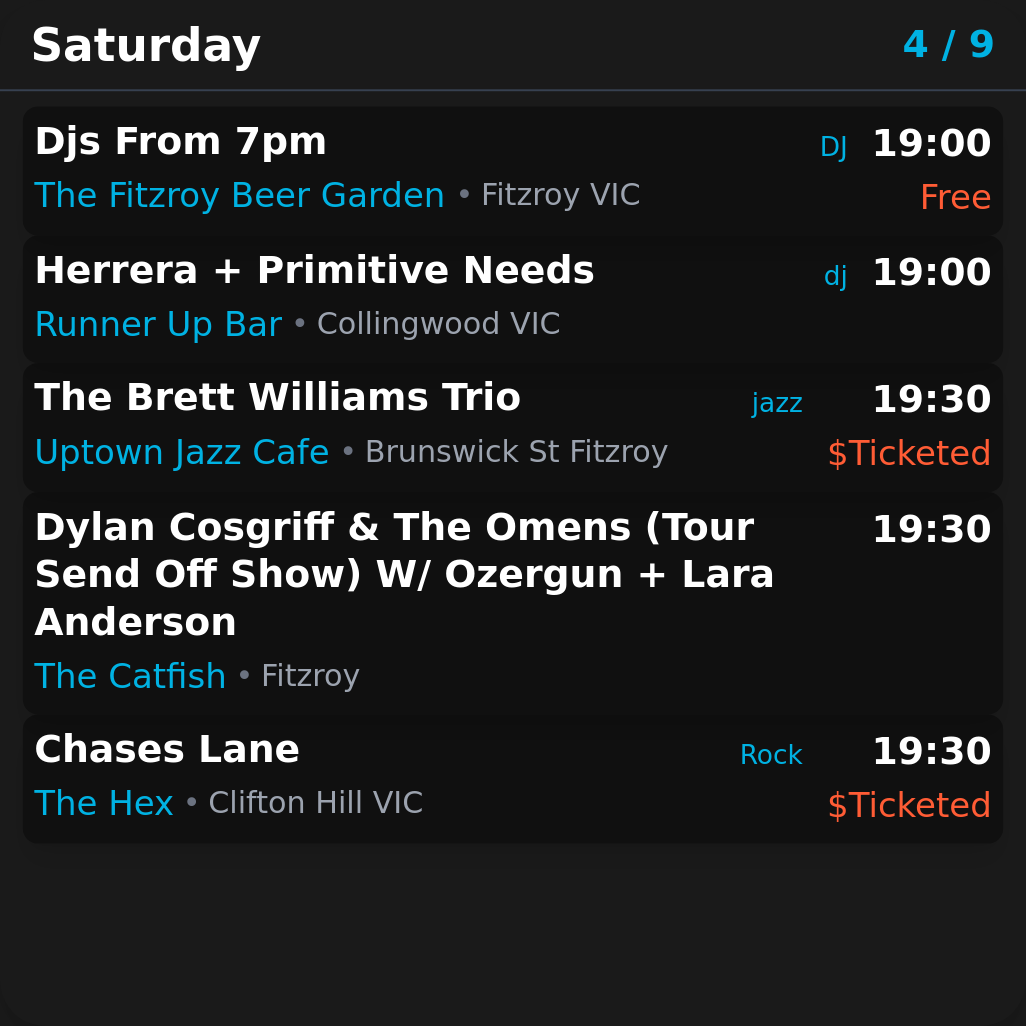 Saturday 4 / 9
Djs From 7pm DJ 19:00
The Fitzroy Beer Garden • Fitzroy VIC Free
Herrera + Primitive Needs dj 19:00
Runner Up Bar • Collingwood VIC
The Brett Williams Trio jazz 19:30
Uptown Jazz Cafe • Brunswick St Fitzroy $Ticketed
Dylan Cosgriff & The Omens (Tour 19:30
Send Off Show) W/ Ozergun + Lara
Anderson
The Catfish • Fitzroy
Chases Lane Rock 19:30
The Hex • Clifton Hill VIC $Ticketed